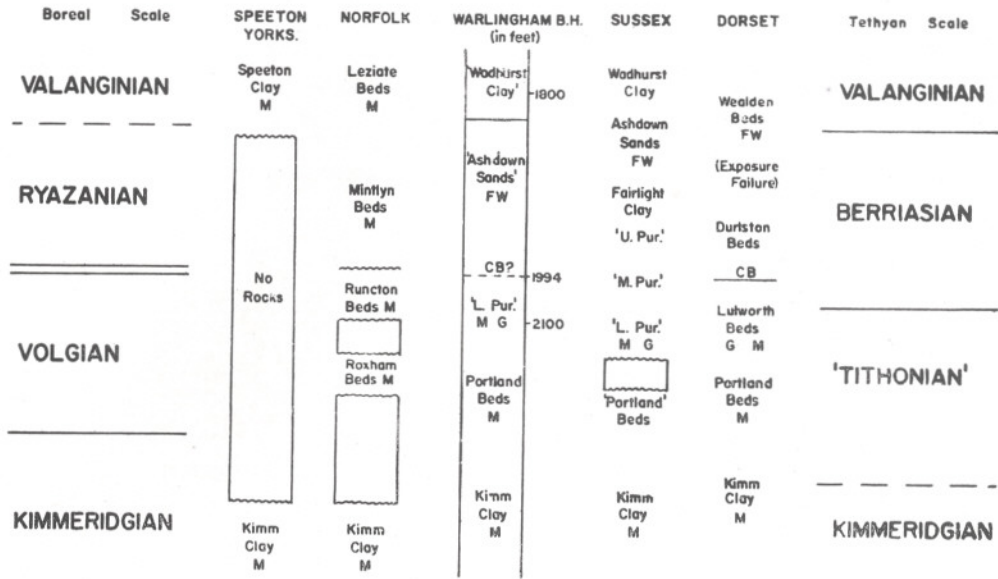 Boreal Scale
SPEETON
YORKS.
NORFOLK
WARLINGHAM B.H.
(in feet)
SUSSEX
DORSET
Tethyan Scale
VALANGINIAN
RYAZANIAN
VOLGIAN
KIMMERIDGIAN
Speeton
Clay
M
No
Rocks
Kimm
Clay
M
Leziate
Beds
M
Mintlyn
Beds
M
Runcton
Beds M
Roxham
Beds M
Kimm
Clay
M
'Wadhurst
Clay'
1800
'Ashdown
Sands'
FW
CB?
1994
'L. Pur.'
M G
2100
Portland
Beds
M
Kimm
Clay
M
Wadhurst
Clay
Ashdown
Sands
FW
Fairlight
Clay
'U. Pur.'
'M. Pur.'
'L. Pur.'
M G
'Portland'
Beds
Kimm
Clay
M
Wealden
Beds
FW
(Exposure
Failure)
Durlston
Beds
CB
Lulworth
Beds
G M
Portland
Beds
M
Kimm
Clay
M
VALANGINIAN
BERRIASIAN
'TITHONIAN'
KIMMERIDGIAN